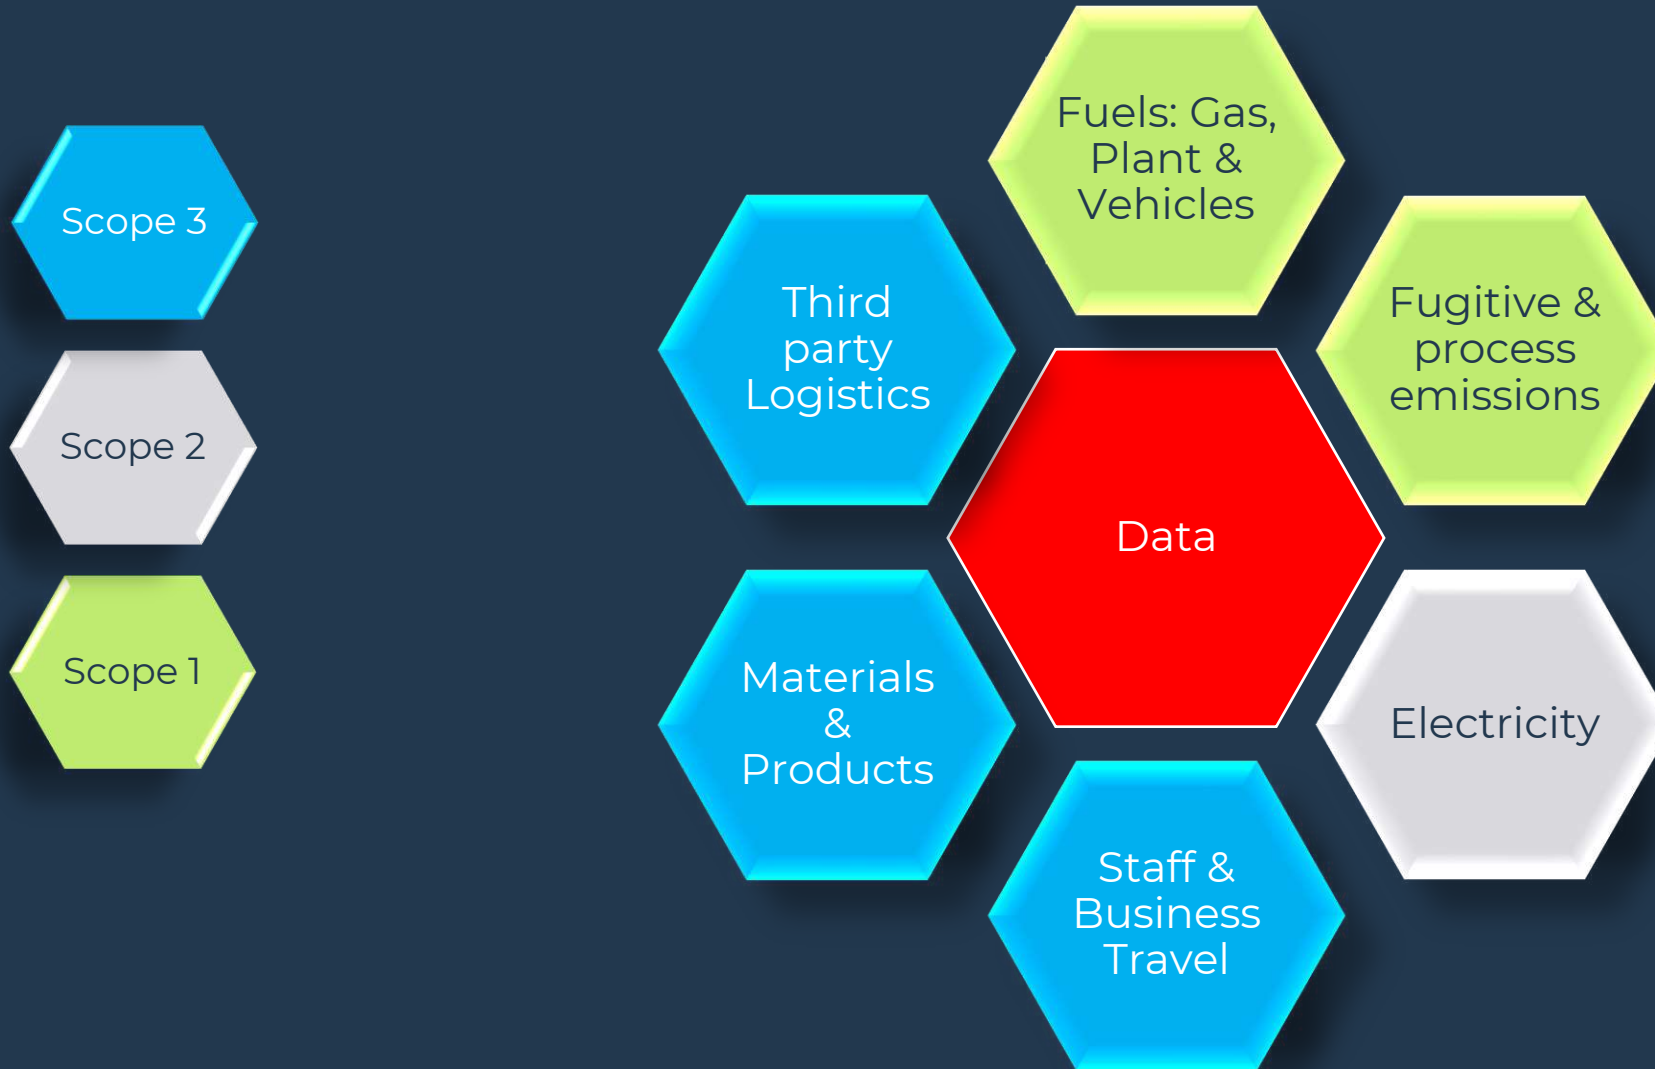 Scope 3
Scope 2
Scope 1
Fuels: Gas,
Plant &
Vehicles
Fugitive &
process
emissions
Electricity
Staff &
Business
Travel
Materials
&
Products
Third
party
Logistics
Data